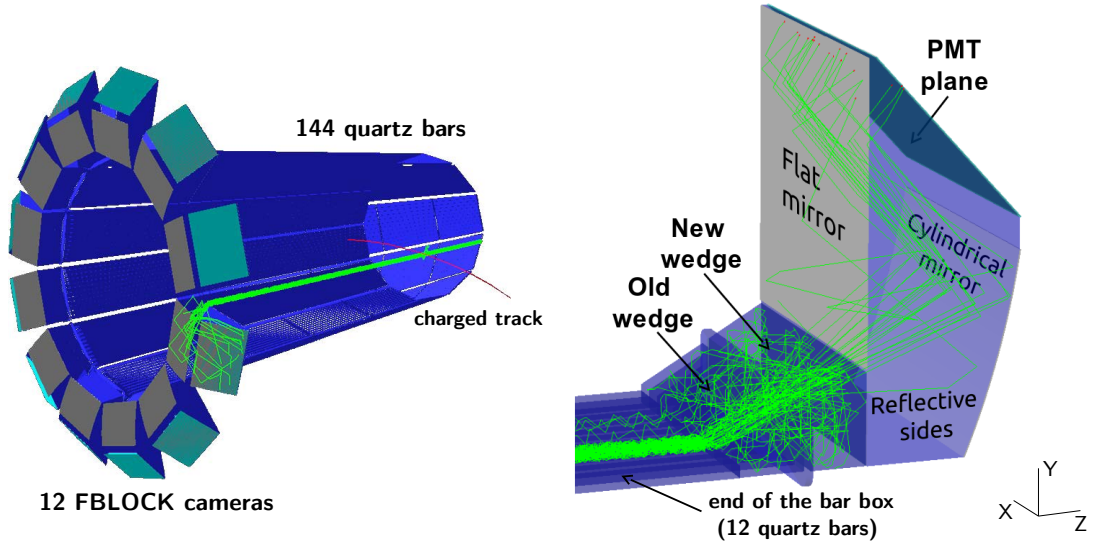 144 quartz bars
charged track
12 FBLOCK cameras
PMT
plane
Flat
mirror
Cylindrical
mirror
New
wedge
Old
wedge
Reflective
sides
end of the bar box
(12 quartz bars)
Y
X
Z